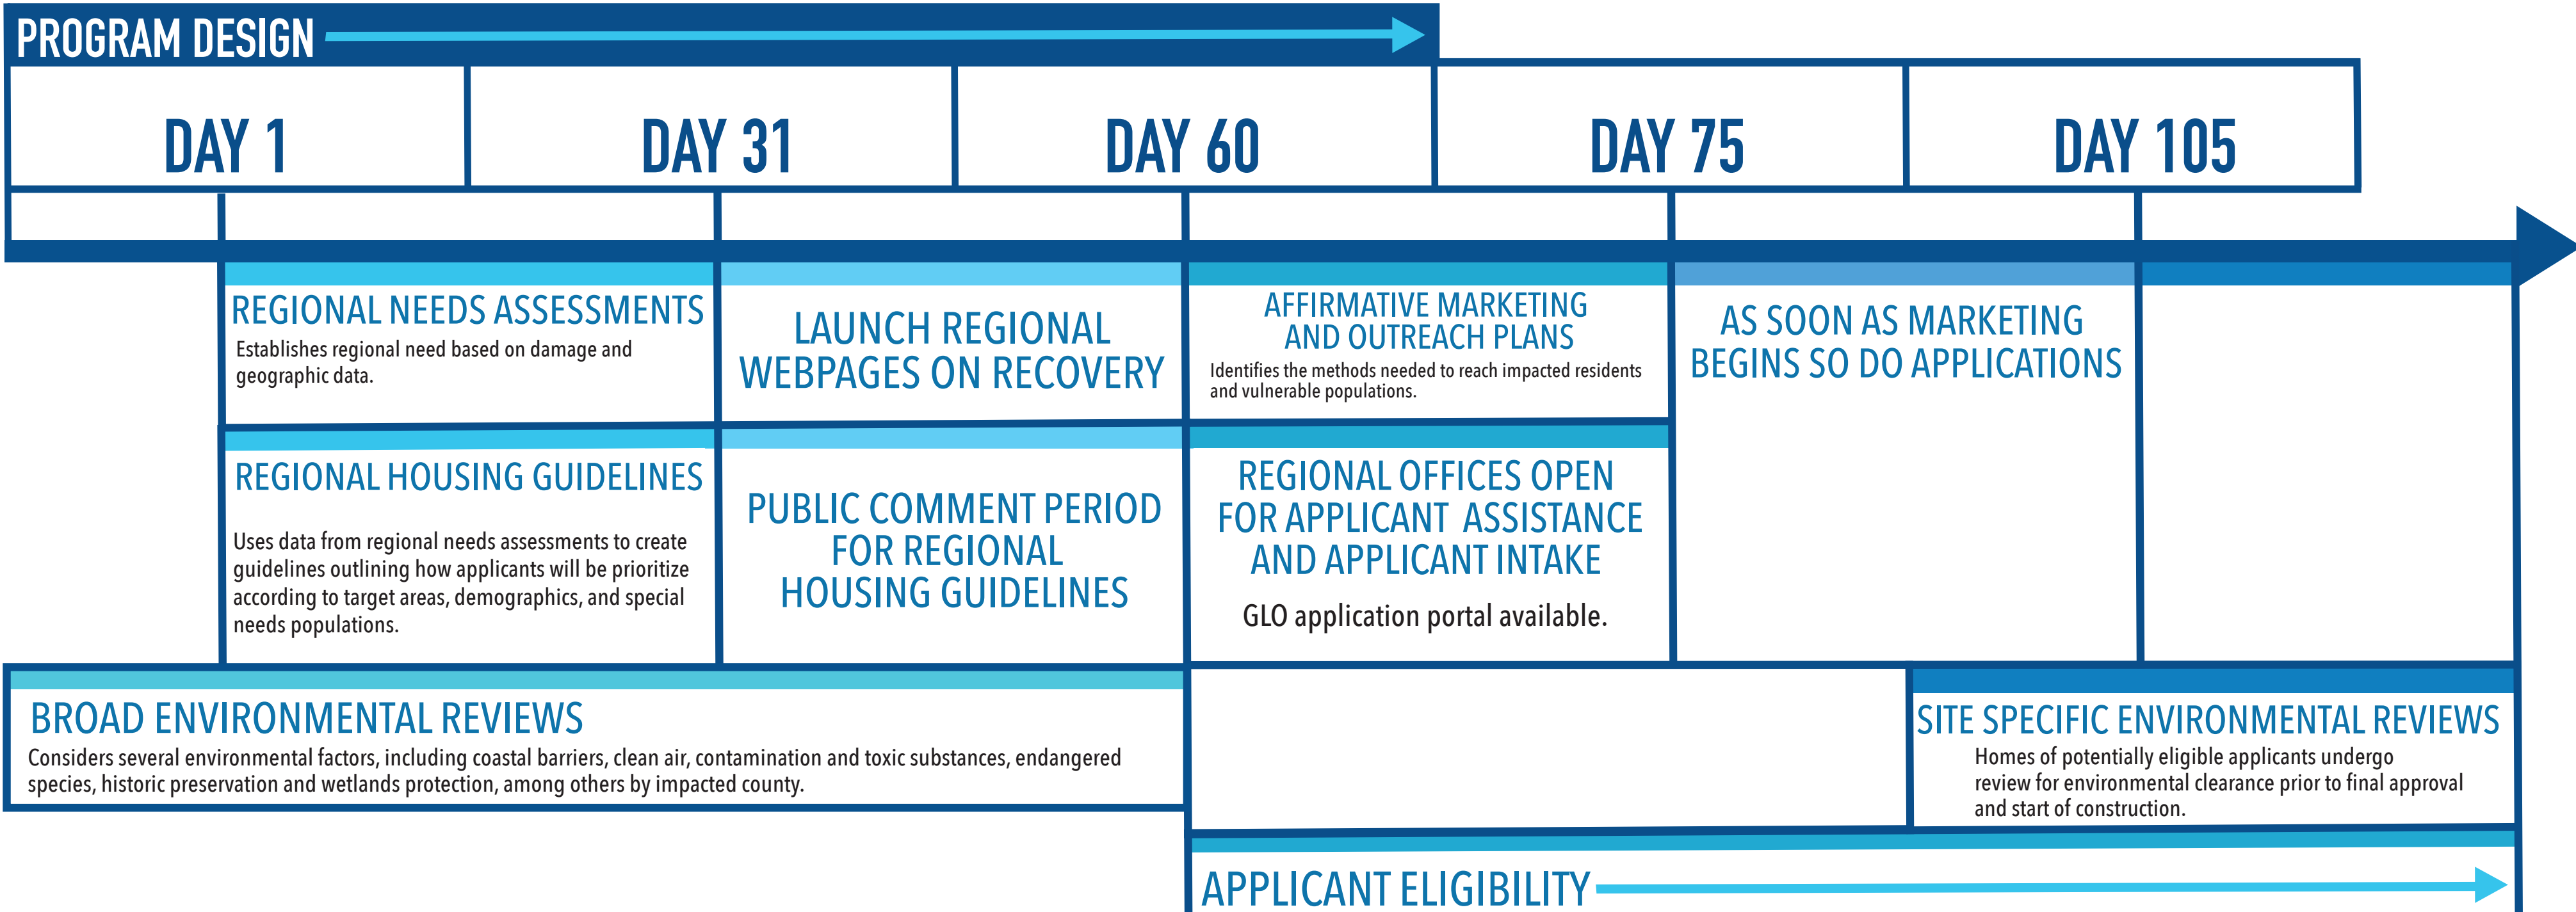 PROGRAM DESIGN
DAY 1
DAY 31
DAY 60
DAY 75
DAY 105
REGIONAL NEEDS ASSESSMENTS
Establishes regional need based on damage and
geographic data.
LAUNCH REGIONAL
WEBPAGES ON RECOVERY
AFFIRMATIVE MARKETING
AND OUTREACH PLANS
Identifies the methods needed to reach impacted residents
and vulnerable populations.
AS SOON AS MARKETING
BEGINS SO DO APPLICATIONS
REGIONAL HOUSING GUIDELINES
Uses data from regional needs assessments to create
guidelines outlining how applicants will be prioritize
according to target areas, demographics, and special
needs populations.
PUBLIC COMMENT PERIOD
FOR REGIONAL
HOUSING GUIDELINES
REGIONAL OFFICES OPEN
FOR APPLICANT ASSISTANCE
AND APPLICANT INTAKE
GLO application portal available.
BROAD ENVIRONMENTAL REVIEWS
Considers several environmental factors, including coastal barriers, clean air, contamination and toxic substances, endangered
species, historic preservation and wetlands protection, among others by impacted county.
SITE SPECIFIC ENVIRONMENTAL REVIEWS
Homes of potentially eligible applicants undergo
review for environmental clearance prior to final approval
and start of construction.
APPLICANT ELIGIBILITY